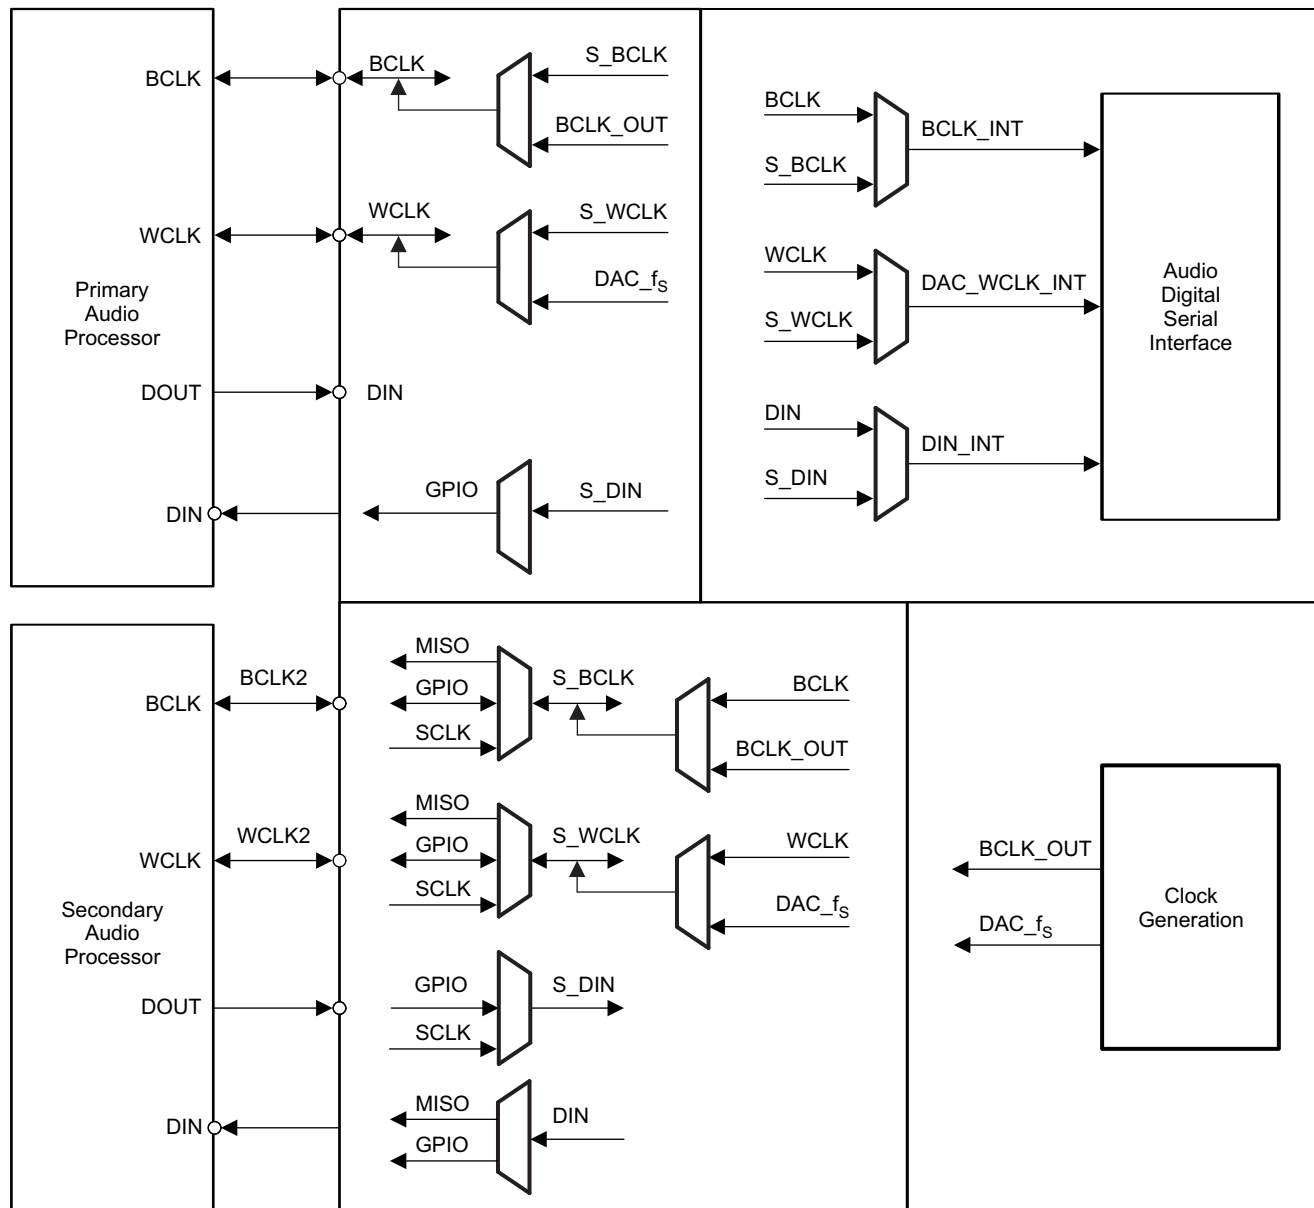 BCLK
WCLK
Primary
Audio
Processor
DOUT
DIN
BCLK
S_BCLK
BCLK_OUT
WCLK
S_WCLK
DAC_fS
DIN
GPIO
S_DIN
BCLK
S_BCLK
BCLK_INT
WCLK
S_WCLK
DAC_WCLK_INT
DIN
S_DIN
DIN_INT
Audio
Digital
Serial
Interface
BCLK
BCLK2
WCLK
WCLK2
Secondary
Audio
Processor
DOUT
DIN
MISO
GPIO
SCLK
S_BCLK
BCLK
BCLK_OUT
MISO
GPIO
SCLK
S_WCLK
WCLK
DAC_fS
GPIO
SCLK
S_DIN
MISO
GPIO
DIN
BCLK_OUT
DAC_fS
Clock
Generation